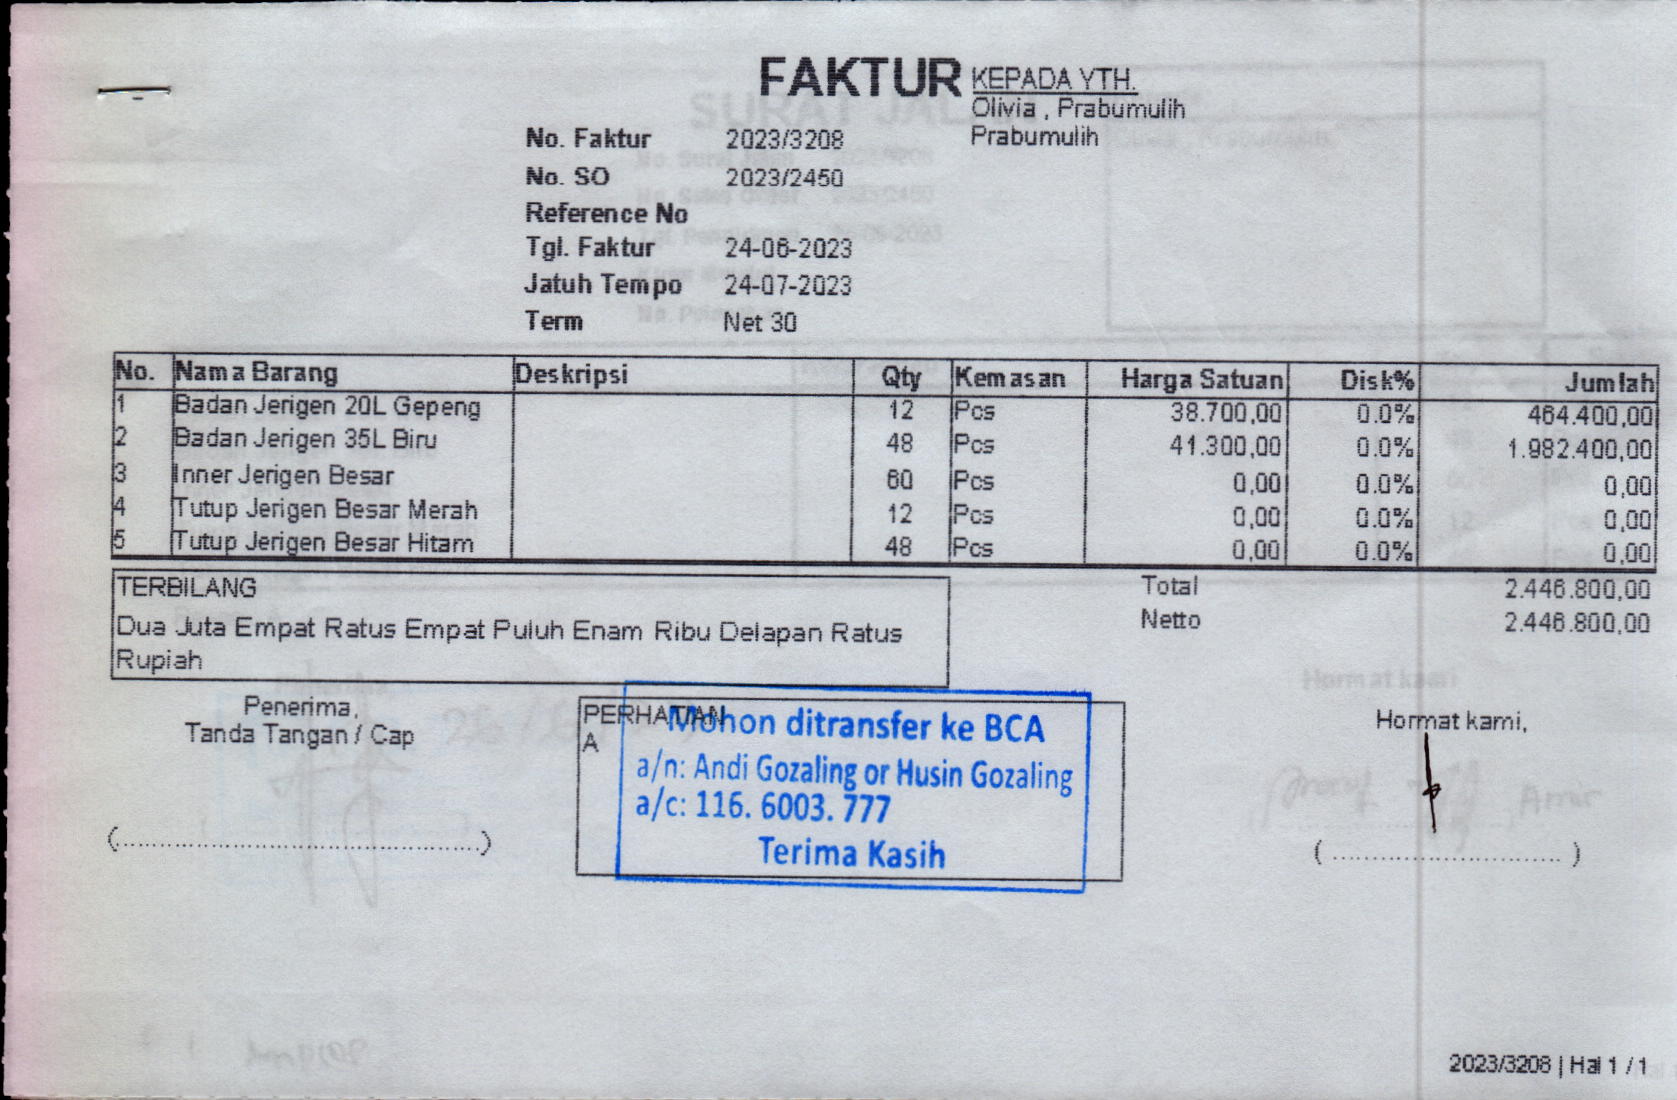 FAKTUR
KEPADA YTH.
Olivia , Prabumulih
Prabumulih
No. Faktur 2023/3208
No. SO 2023/2450
Reference No
Tgl. Faktur 24-06-2023
Jatuh Tempo 24-07-2023
Term Net 30
No. Nama Barang Deskripsi Qty Kemasan Harga Satuan Disk% Jumlah
1 Badan Jerigen 20L Gepeng 12 Pcs 38.700,00 0.0% 464.400,00
2 Badan Jerigen 35L Biru 48 Pcs 41.300,00 0.0% 1.982.400,00
3 Inner Jerigen Besar 60 Pcs 0,00 0.0% 0,00
4 Tutup Jerigen Besar Merah 12 Pcs 0,00 0.0% 0,00
5 Tutup Jerigen Besar Hitam 48 Pcs 0,00 0.0% 0,00
TERBILANG
Dua Juta Empat Ratus Empat Puluh Enam Ribu Delapan Ratus
Rupiah
Total 2.446.800,00
Netto 2.446.800,00
Penerima,
Tanda Tangan / Cap
(................................................)
PERHATIAN
A
Mohon ditransfer ke BCA
a/n: Andi Gozaling or Husin Gozaling
a/c: 116. 6003. 777
Terima Kasih
Hormat kami,
( .............................. )
2023/3208 | Hal 1 / 1